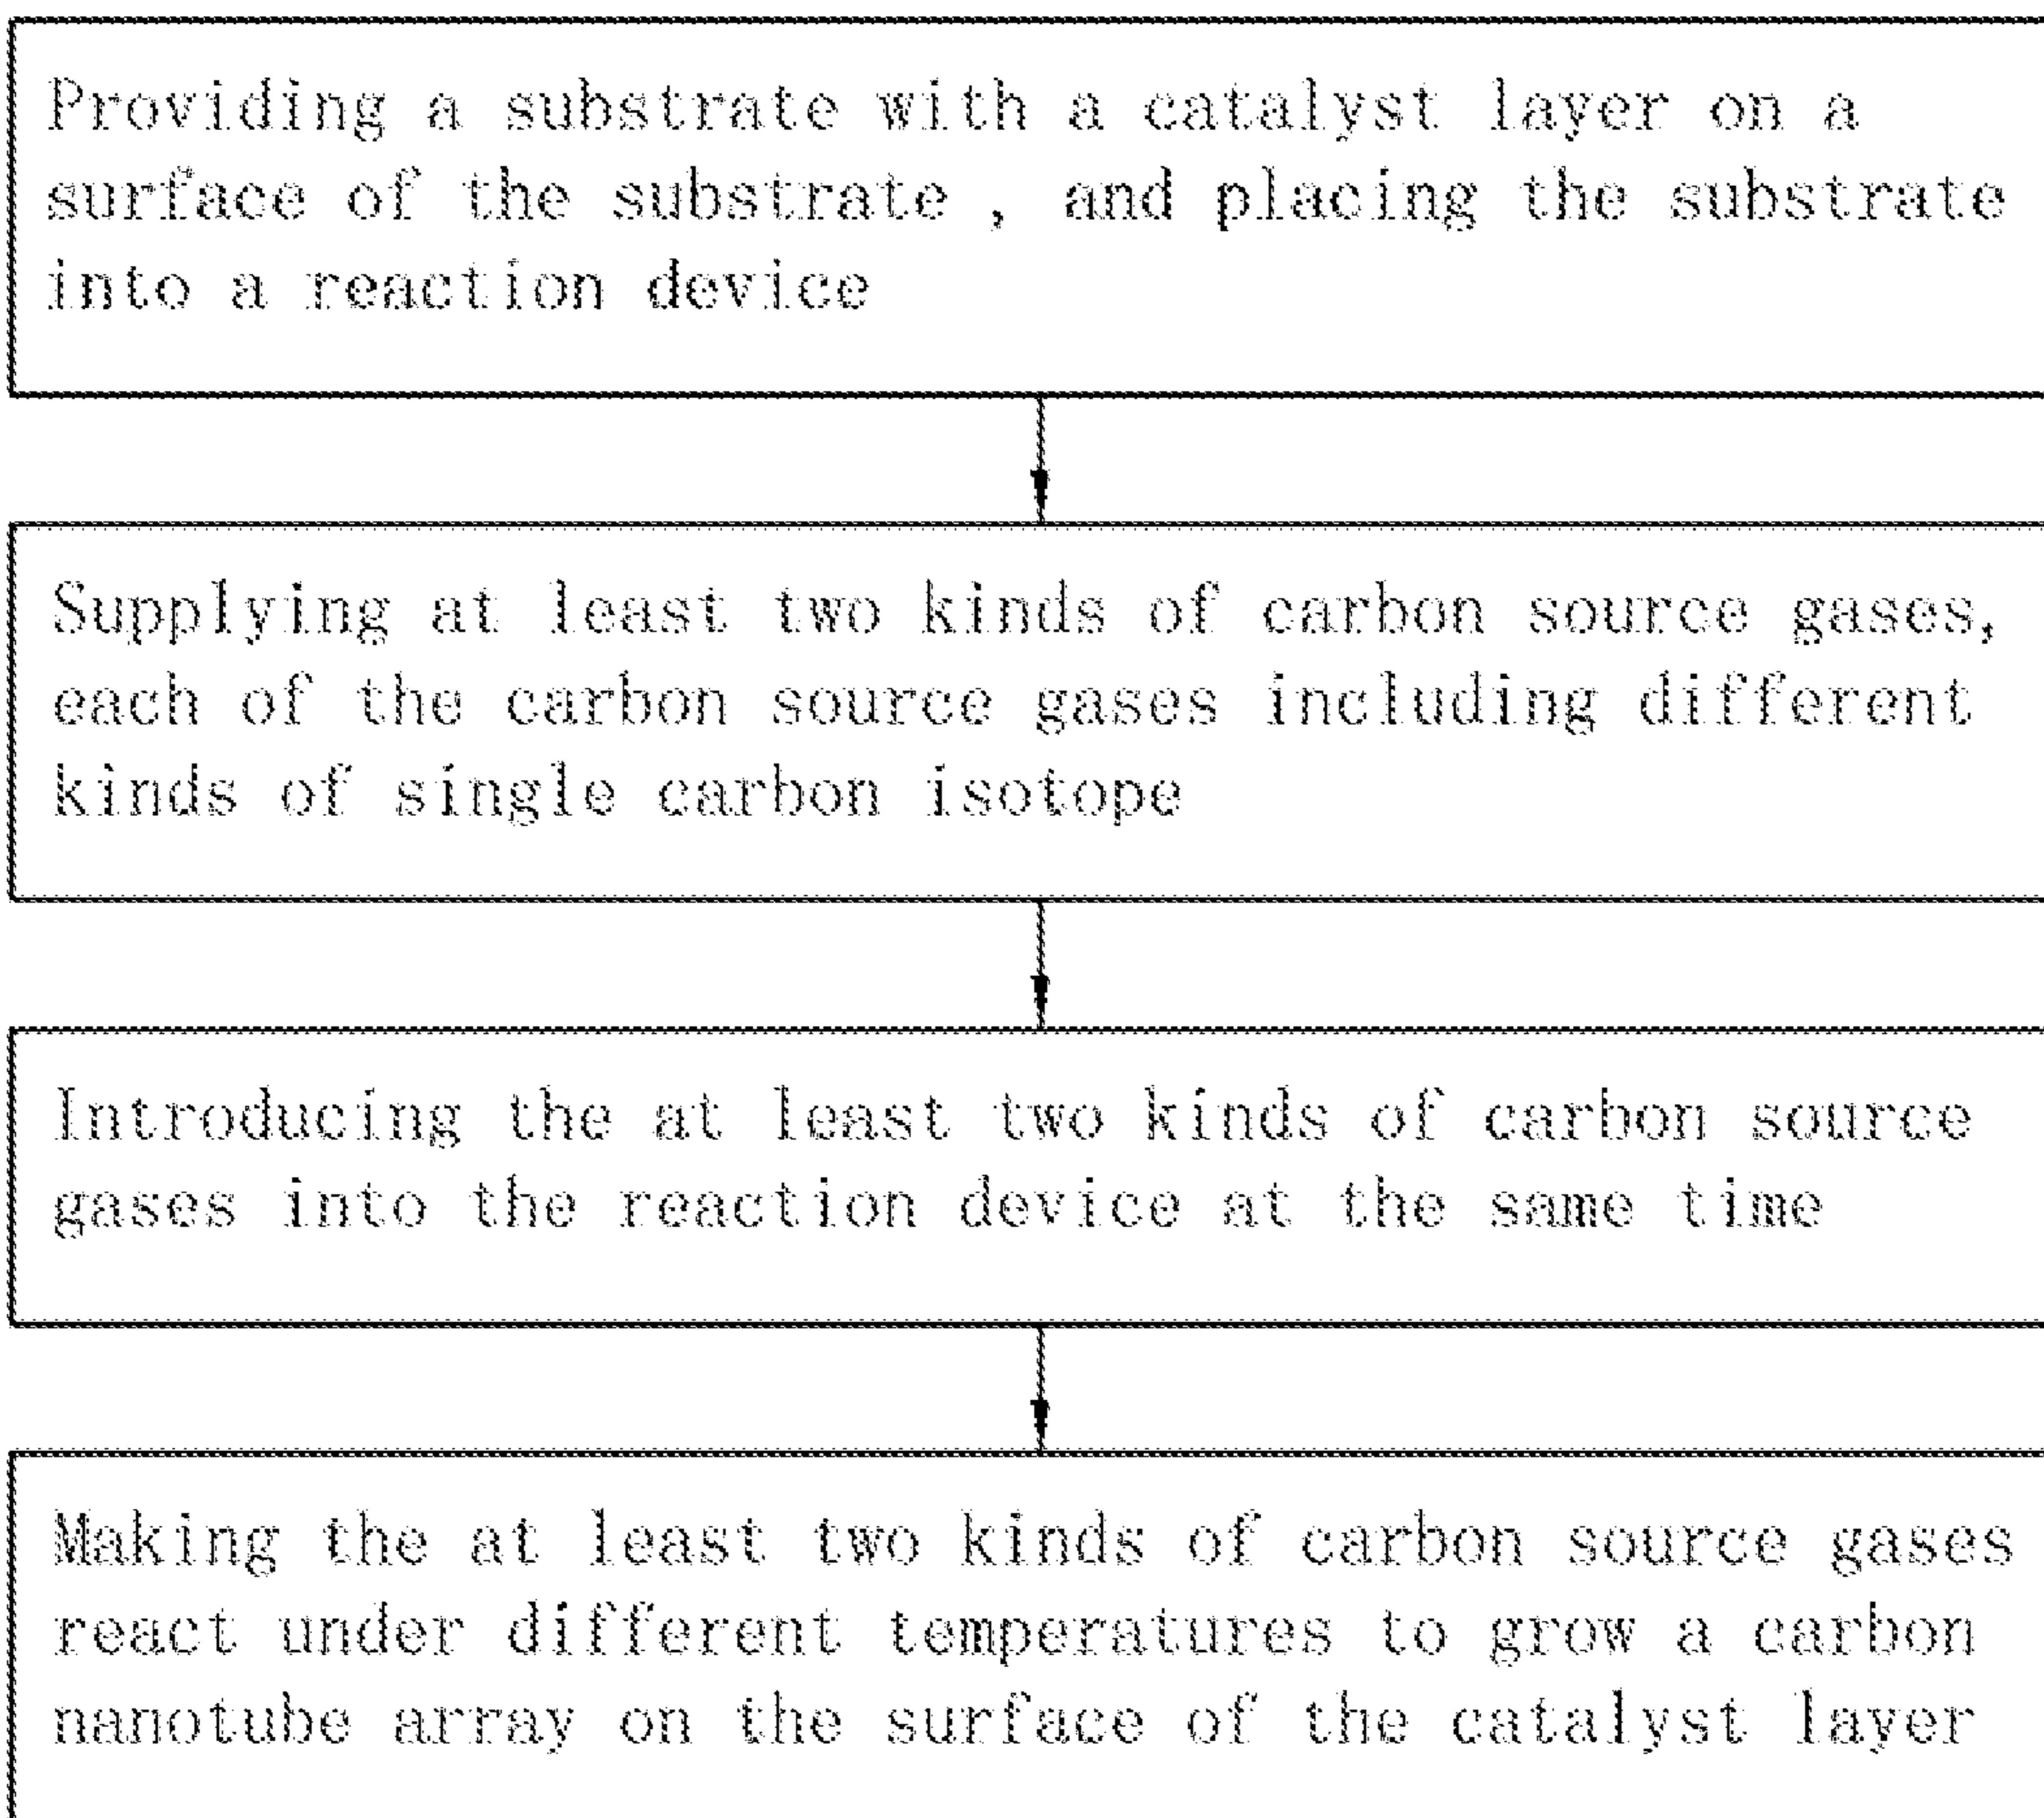 Providing a substrate with a catalyst layer on a
surface of the substrate , and placing the substrate
into a reaction device
Supplying at least two kinds of carbon source gases,
each of the carbon source gases including different
kinds of single carbon isotope
Introducing the at least two kinds of carbon source
gases into the reaction device at the same time
Making the at least two kinds of carbon source gases
react under different temperatures to grow a carbon
nanotube array on the surface of the catalyst layer